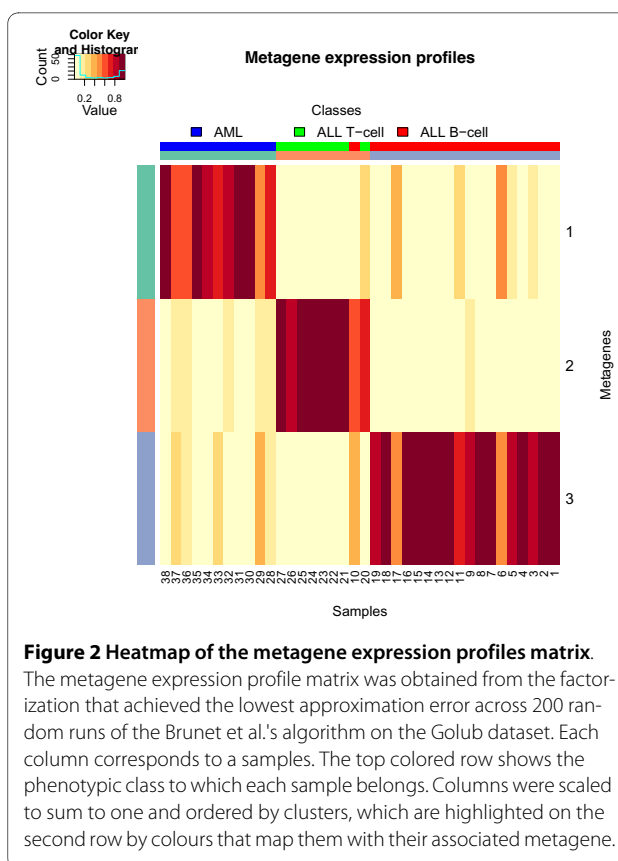 Color Key
and Histogram
Count
0
50
0.2
0.8
Value
Metagene expression profiles
Classes
AML
ALL T−cell
ALL B−cell
1
2
3
Metagenes
38
37
36
35
34
33
32
31
30
29
28
27
26
25
24
23
22
21
10
20
19
18
17
16
15
14
13
12
11
9
8
7
6
5
4
3
2
1
Samples
Figure 2 Heatmap of the metagene expression profiles matrix.
The metagene expression profile matrix was obtained from the factor-
ization that achieved the lowest approximation error across 200 ran-
dom runs of the Brunet et al.'s algorithm on the Golub dataset. Each
column corresponds to a samples. The top colored row shows the
phenotypic class to which each sample belongs. Columns were scaled
to sum to one and ordered by clusters, which are highlighted on the
second row by colours that map them with their associated metagene.